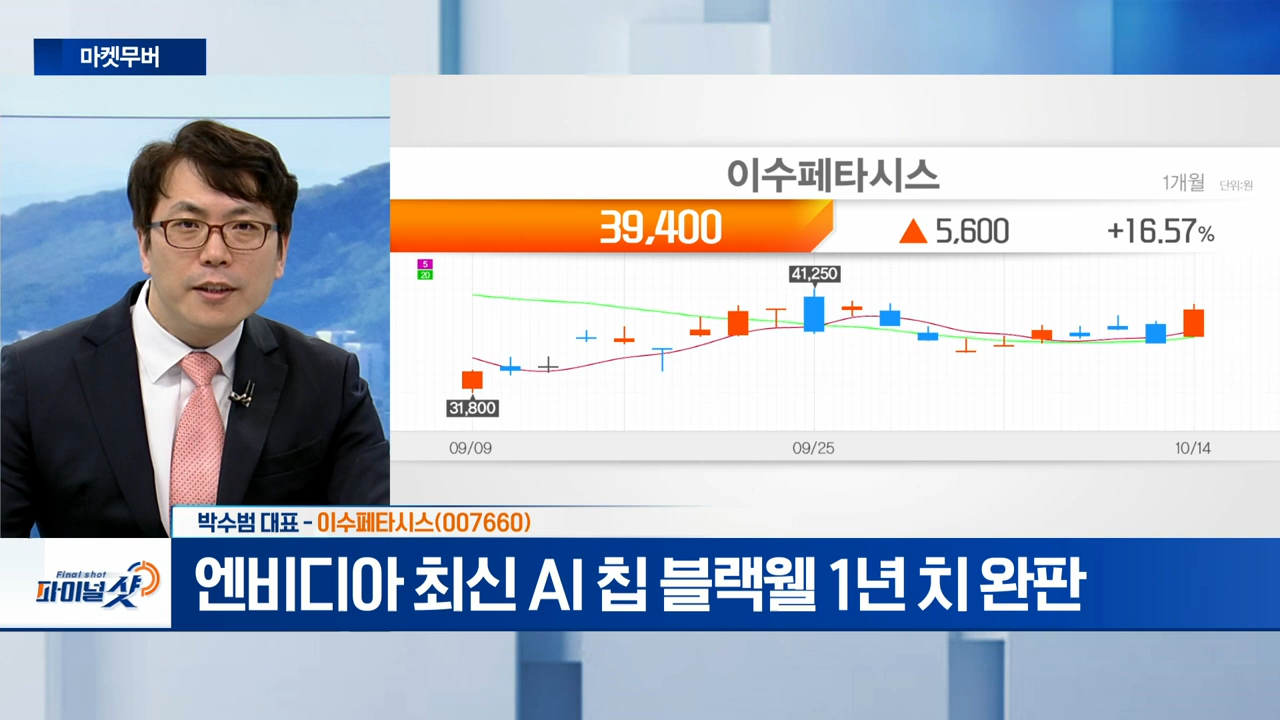 마켓무버
이수페타시스
1개월 단위:원
39,400 ▲ 5,600 +16.57%
5
20
41,250
31,800
09/09 09/25 10/14
박수범 대표 - 이수페타시스(007660)
Final shot
파이널샷
엔비디아 최신 AI 칩 블랙웰 1년 치 완판